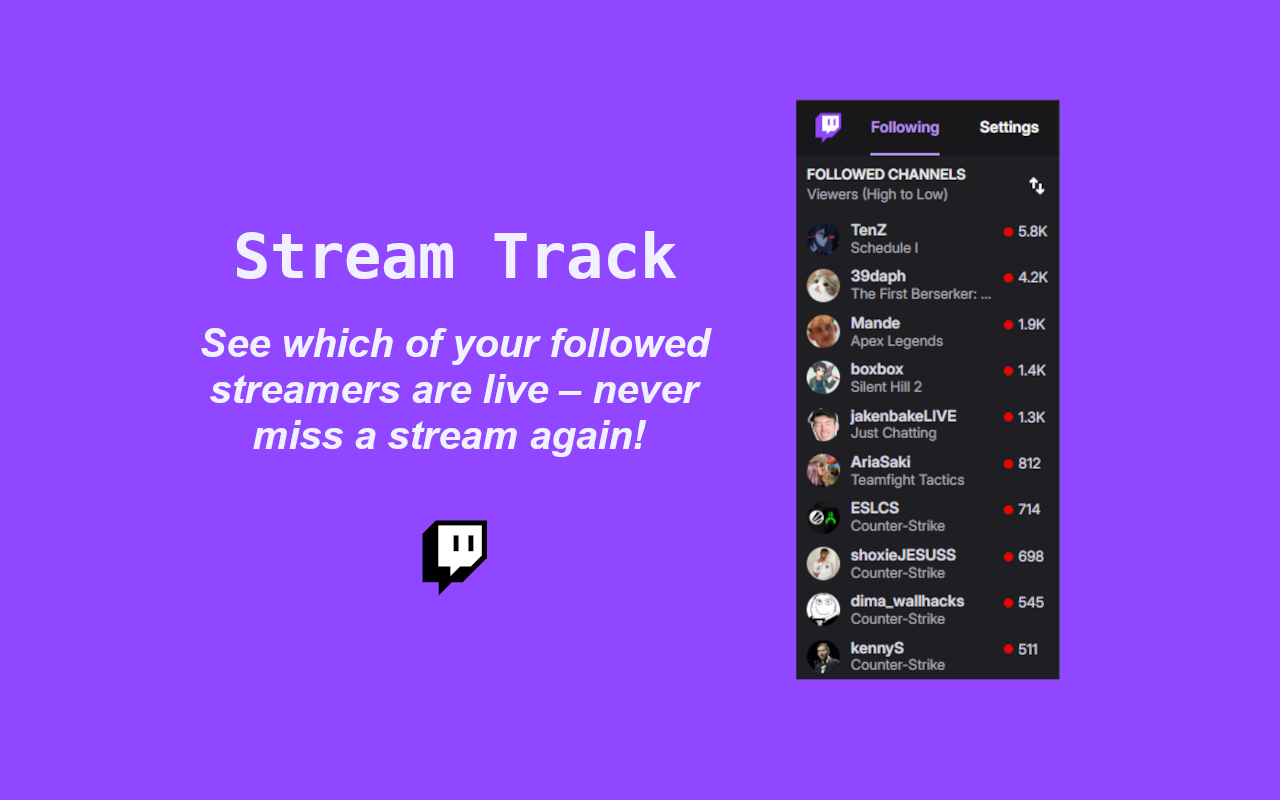 Stream Track
See which of your followed
streamers are live – never
miss a stream again!
Following
Settings
FOLLOWED CHANNELS
Viewers (High to Low)
TenZ
5.8K
Schedule I
39daph
4.2K
The First Berserker: ...
Mande
1.9K
Apex Legends
boxbox
1.4K
Silent Hill 2
jakenbakeLIVE
1.3K
Just Chatting
AriaSaki
812
Teamfight Tactics
ESLCS
714
Counter-Strike
shoxieJESUSS
698
Counter-Strike
dima_wallhacks
545
Counter-Strike
kennyS
511
Counter-Strike